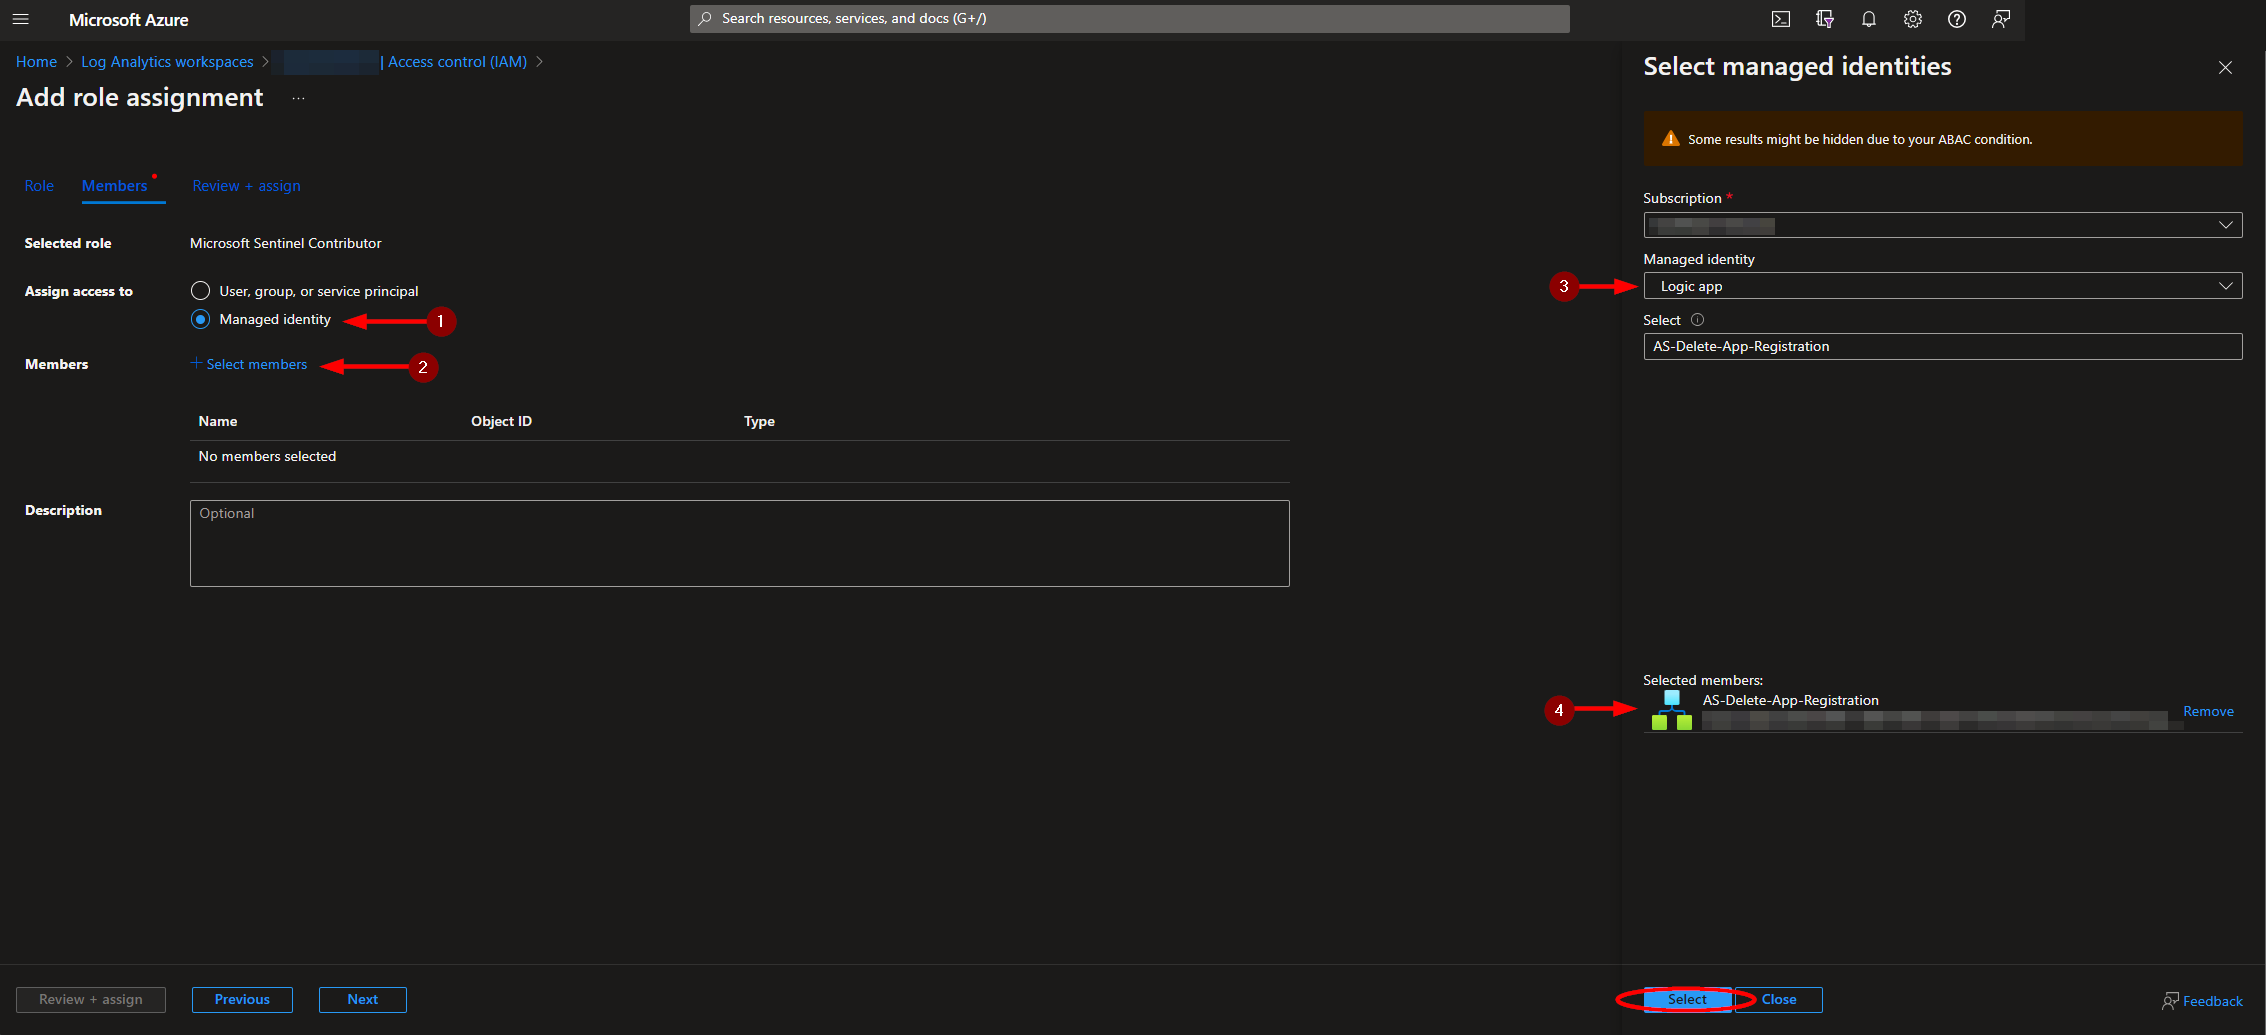 Microsoft Azure
Search resources, services, and docs (G+/)
Home > Log Analytics workspaces > | Access control (IAM) >
Add role assignment ...
Role Members Review + assign
Selected role Microsoft Sentinel Contributor
Assign access to User, group, or service principal
Managed identity 1
Members + Select members 2
Name Object ID Type
No members selected
Description Optional
Review + assign Previous Next
Select managed identities
Some results might be hidden due to your ABAC condition.
Subscription *
Managed identity
3 Logic app
Select
AS-Delete-App-Registration
Selected members:
4 AS-Delete-App-Registration
Remove
Select Close
Feedback